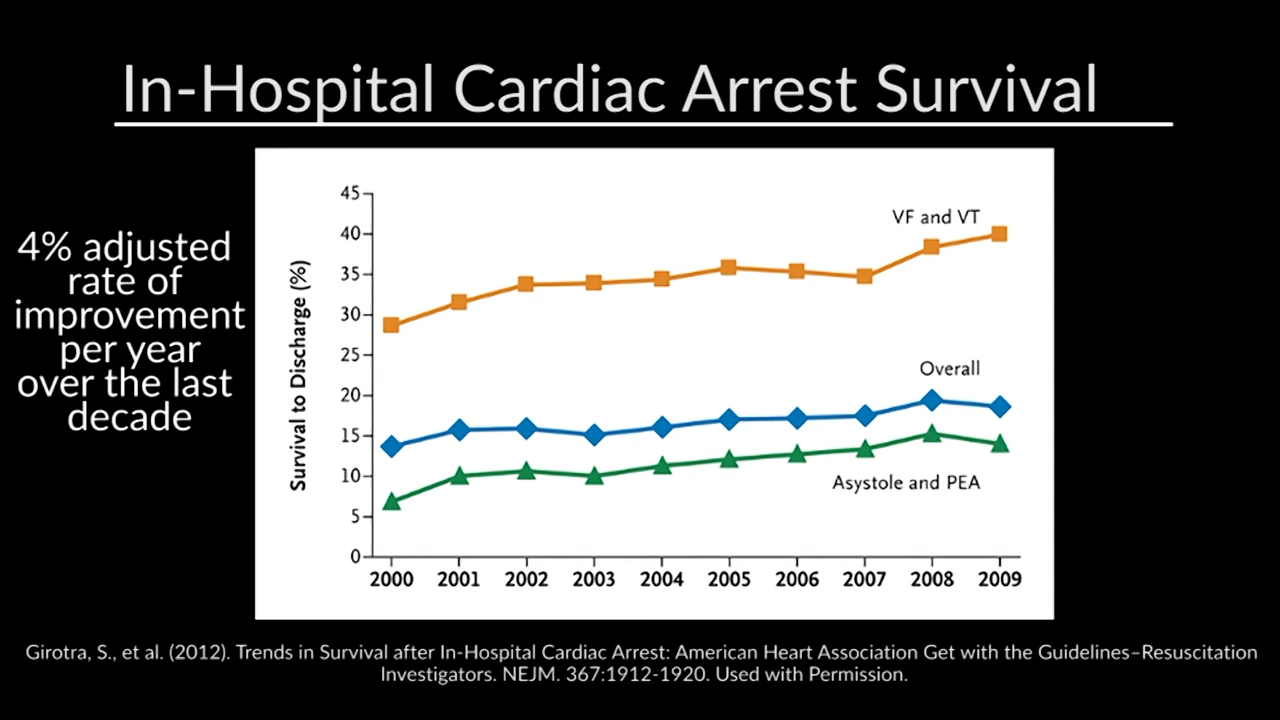 In-Hospital Cardiac Arrest Survival
4% adjusted
rate of
improvement
per year
over the last
decade
Survival to Discharge (%)
45
40
35
30
25
20
15
10
5
0
VF and VT
Overall
Asystole and PEA
2000 2001 2002 2003 2004 2005 2006 2007 2008 2009
Girotra, S., et al. (2012). Trends in Survival after In-Hospital Cardiac Arrest: American Heart Association Get with the Guidelines–Resuscitation
Investigators. NEJM. 367:1912-1920. Used with Permission.